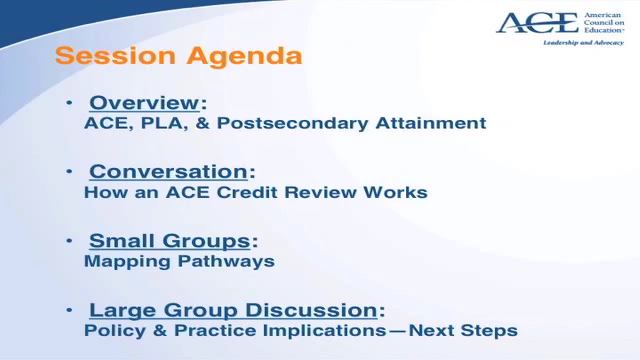 ACE
American
Council on
Education
Leadership and Advocacy
Session Agenda
• Overview:
ACE, PLA, & Postsecondary Attainment
• Conversation:
How an ACE Credit Review Works
• Small Groups:
Mapping Pathways
• Large Group Discussion:
Policy & Practice Implications—Next Steps